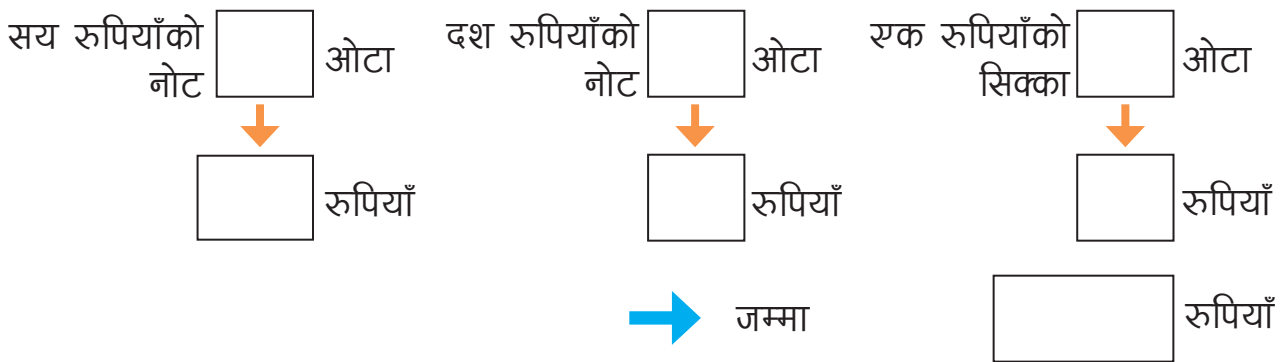 सय रुपियाँको नोट ओटा
दश रुपियाँको नोट ओटा
एक रुपियाँको सिक्का ओटा
रुपियाँ रुपियाँ रुपियाँ
जम्मा रुपियाँ